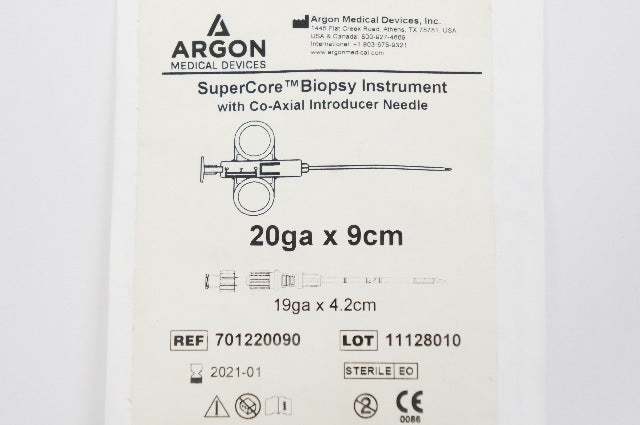 ARGON
MEDICAL DEVICES
Argon Medical Devices, Inc.
1445 Flat Creek Road, Athens, TX 75751, USA
USA & Canada: 800-927-4669
International: +1 903-675-9321
www.argonmedical.com
SuperCore™ Biopsy Instrument
with Co-Axial Introducer Needle
20ga x 9cm
19ga x 4.2cm
REF 701220090 LOT 11128010
2021-01 STERILE EO
2 CE
0086